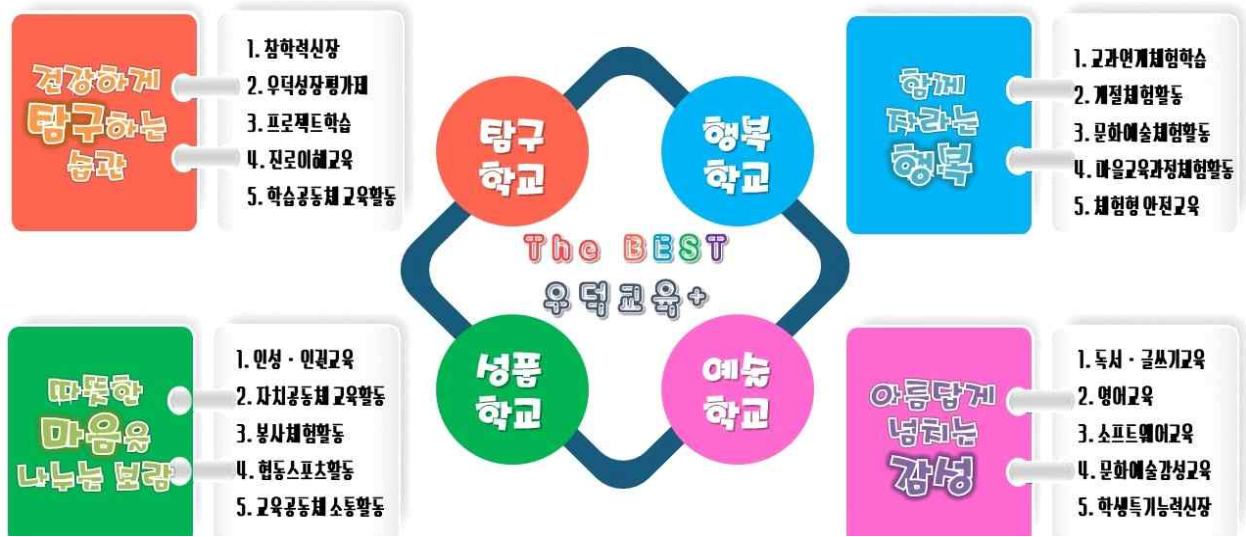 건강하게
탐구하는
습관
1. 참학력신장
2. 우덕성장평가제
3. 프로젝트학습
4. 진로이해교육
5. 학습공동체 교육활동
탐구
학교
행복
학교
함께
자라는
행복
1. 교과연계체험학습
2. 계절체험활동
3. 문화예술체험활동
4. 마을교육과정체험활동
5. 체험형 안전교육
The BEST
우덕교육+
따뜻한
마음을
나누는 보람
1. 인성 · 인권교육
2. 자치공동체 교육활동
3. 봉사체험활동
4. 협동스포츠활동
5. 교육공동체 소통활동
성품
학교
예술
학교
아름답게
넘치는
감성
1. 독서 · 글쓰기교육
2. 영어교육
3. 소프트웨어교육
4. 문화예술감성교육
5. 학생특기능력신장